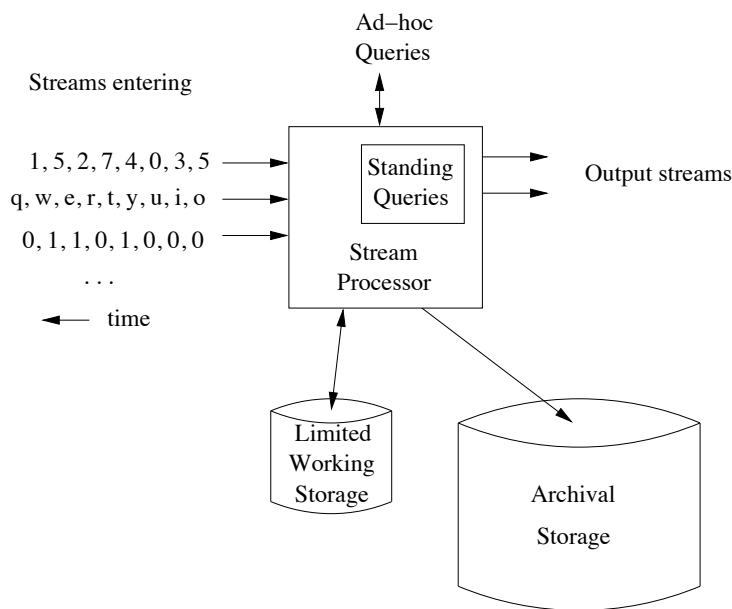 Ad-hoc
Queries
Streams entering
1, 5, 2, 7, 4, 0, 3, 5
q, w, e, r, t, y, u, i, o
0, 1, 1, 0, 1, 0, 0, 0
. . .
time
Standing
Queries
Stream
Processor
Output streams
Limited
Working
Storage
Archival
Storage